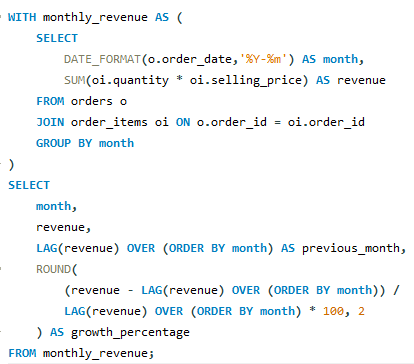 WITH monthly_revenue AS (
SELECT
DATE_FORMAT(o.order_date,'%Y-%m') AS month,
SUM(oi.quantity * oi.selling_price) AS revenue
FROM orders o
JOIN order_items oi ON o.order_id = oi.order_id
GROUP BY month
)
SELECT
month,
revenue,
LAG(revenue) OVER (ORDER BY month) AS previous_month,
ROUND(
(revenue - LAG(revenue) OVER (ORDER BY month)) /
LAG(revenue) OVER (ORDER BY month) * 100, 2
) AS growth_percentage
FROM monthly_revenue;